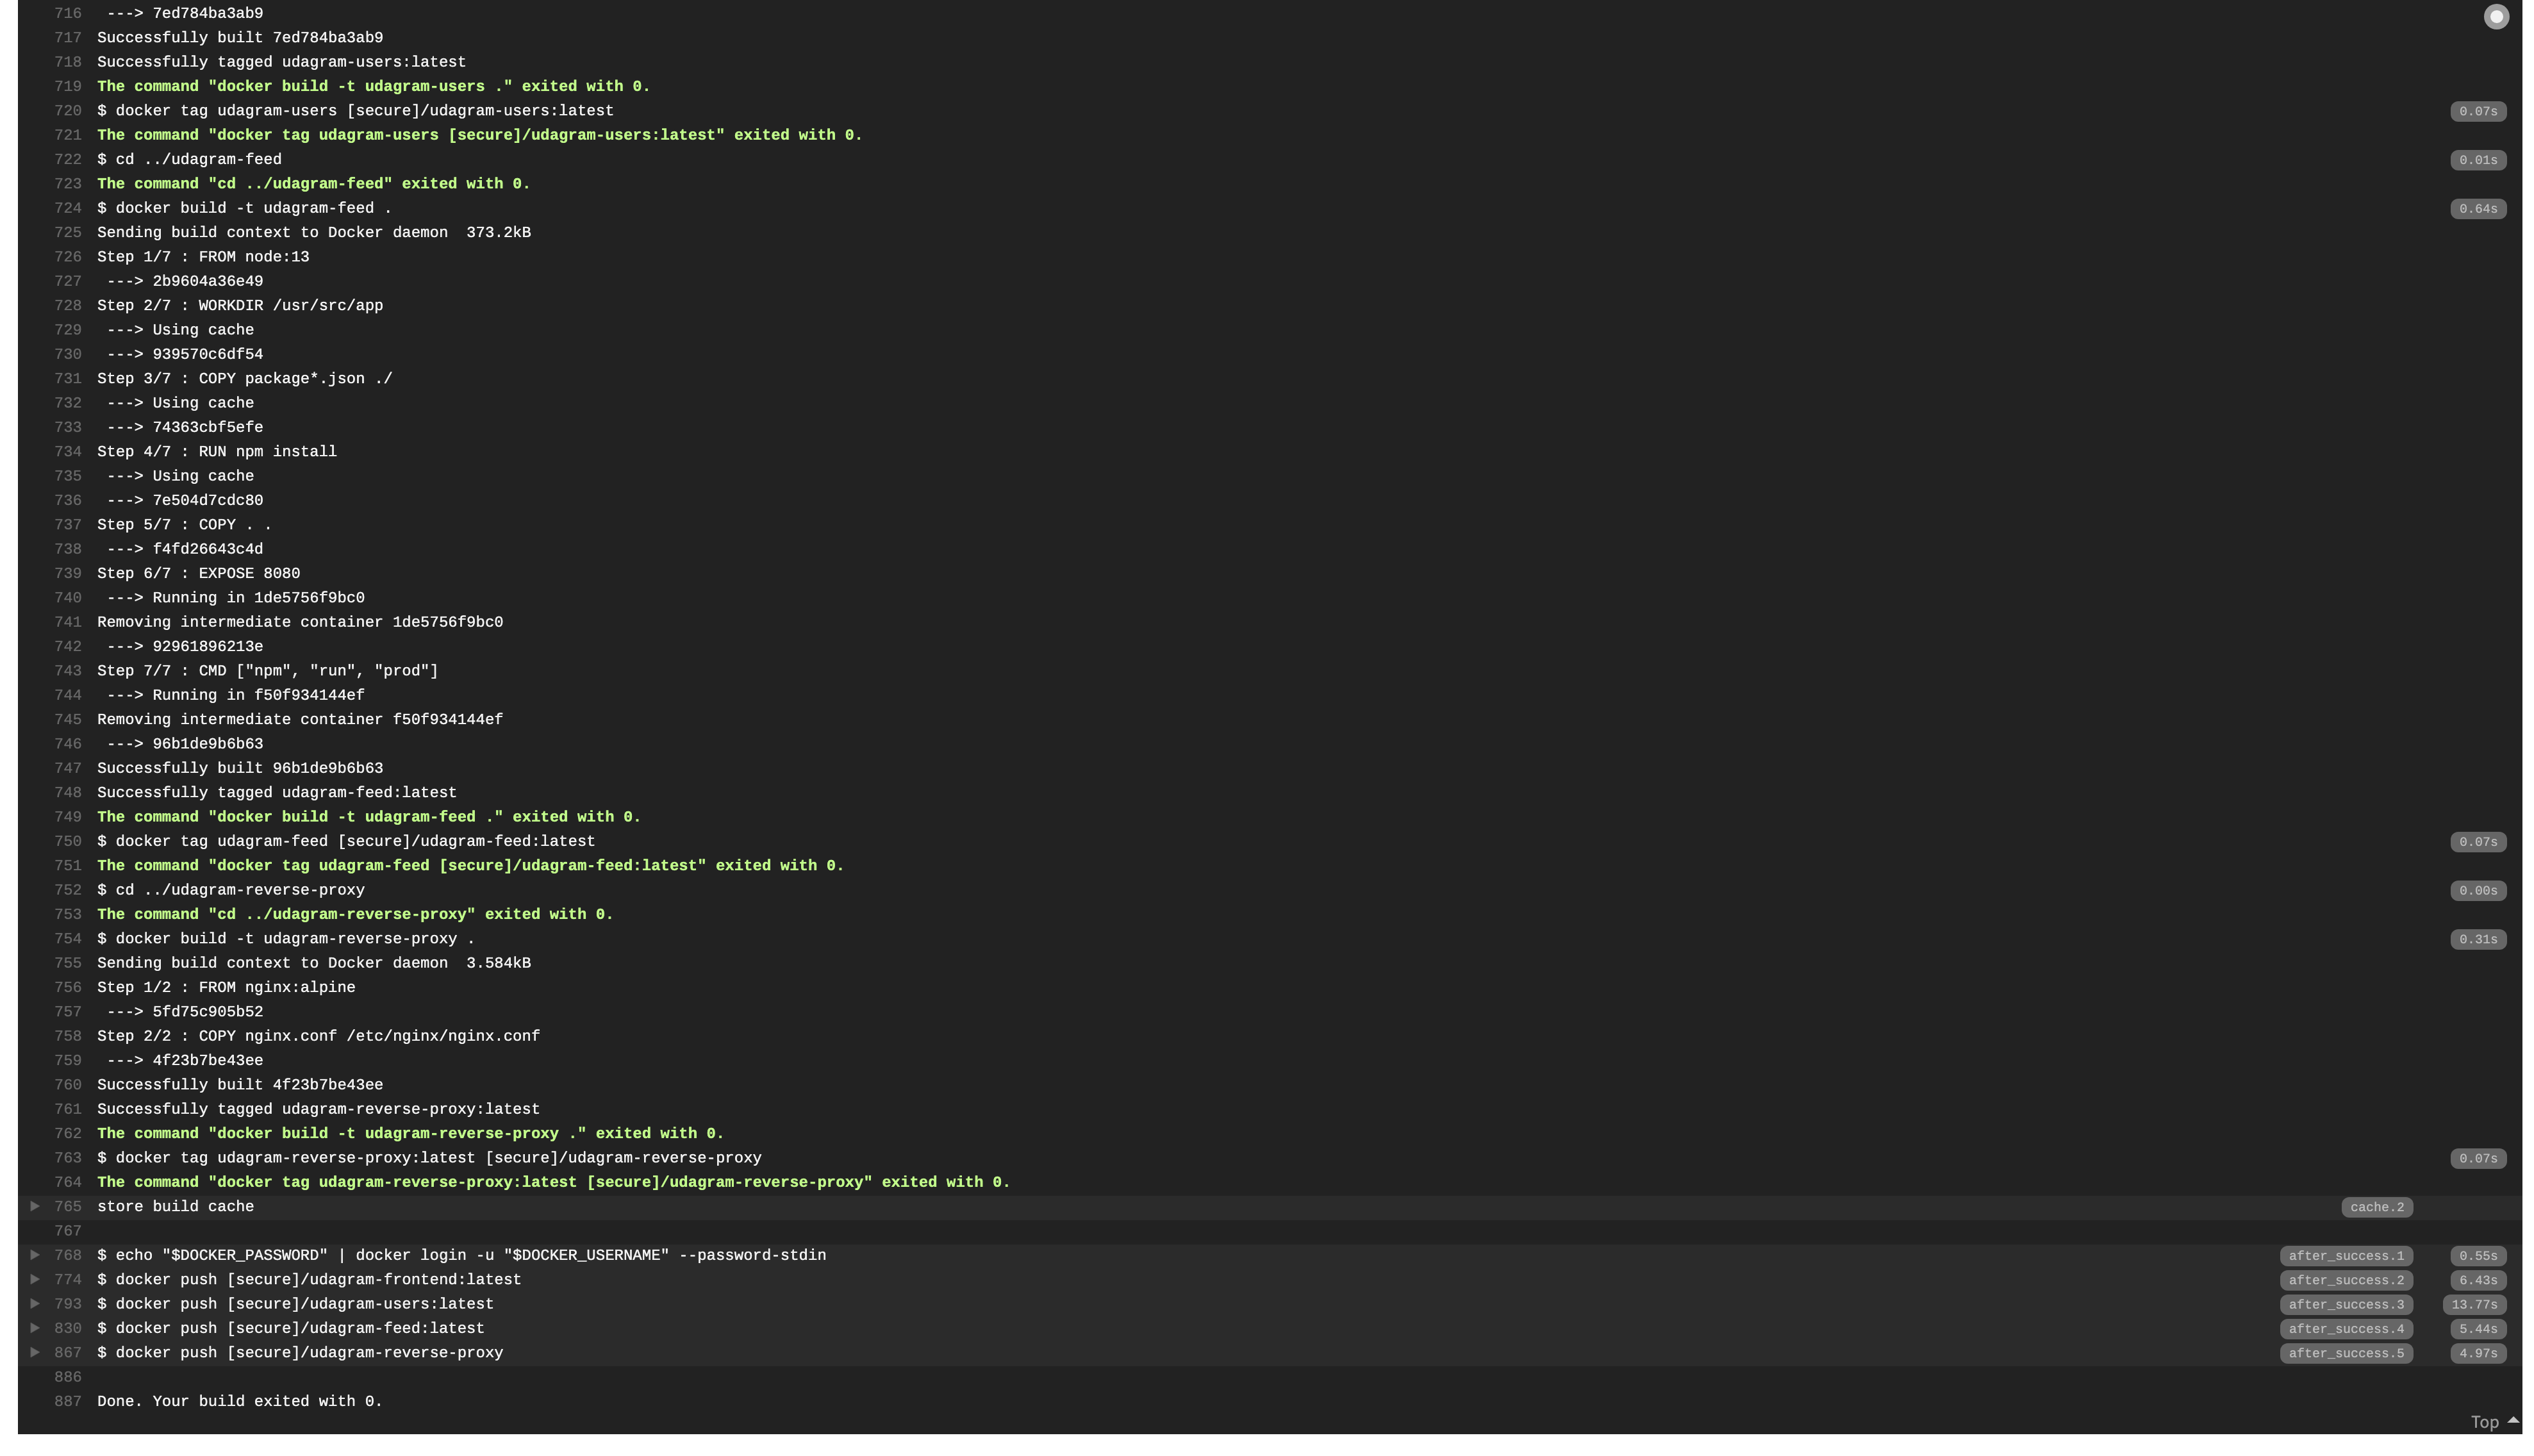 716 ---> 7ed784ba3ab9
717 Successfully built 7ed784ba3ab9
718 Successfully tagged udagram-users:latest
719 The command "docker build -t udagram-users ." exited with 0.
720 $ docker tag udagram-users [secure]/udagram-users:latest 0.07s
721 The command "docker tag udagram-users [secure]/udagram-users:latest" exited with 0.
722 $ cd ../udagram-feed 0.01s
723 The command "cd ../udagram-feed" exited with 0.
724 $ docker build -t udagram-feed . 0.64s
725 Sending build context to Docker daemon  373.2kB
726 Step 1/7 : FROM node:13
727 ---> 2b9604a36e49
728 Step 2/7 : WORKDIR /usr/src/app
729 ---> Using cache
730 ---> 939570c6df54
731 Step 3/7 : COPY package*.json ./
732 ---> Using cache
733 ---> 74363cbf5efe
734 Step 4/7 : RUN npm install
735 ---> Using cache
736 ---> 7e504d7cdc80
737 Step 5/7 : COPY . .
738 ---> f4fd26643c4d
739 Step 6/7 : EXPOSE 8080
740 ---> Running in 1de5756f9bc0
741 Removing intermediate container 1de5756f9bc0
742 ---> 92961896213e
743 Step 7/7 : CMD ["npm", "run", "prod"]
744 ---> Running in f50f934144ef
745 Removing intermediate container f50f934144ef
746 ---> 96b1de9b6b63
747 Successfully built 96b1de9b6b63
748 Successfully tagged udagram-feed:latest
749 The command "docker build -t udagram-feed ." exited with 0.
750 $ docker tag udagram-feed [secure]/udagram-feed:latest 0.07s
751 The command "docker tag udagram-feed [secure]/udagram-feed:latest" exited with 0.
752 $ cd ../udagram-reverse-proxy 0.00s
753 The command "cd ../udagram-reverse-proxy" exited with 0.
754 $ docker build -t udagram-reverse-proxy . 0.31s
755 Sending build context to Docker daemon  3.584kB
756 Step 1/2 : FROM nginx:alpine
757 ---> 5fd75c905b52
758 Step 2/2 : COPY nginx.conf /etc/nginx/nginx.conf
759 ---> 4f23b7be43ee
760 Successfully built 4f23b7be43ee
761 Successfully tagged udagram-reverse-proxy:latest
762 The command "docker build -t udagram-reverse-proxy ." exited with 0.
763 $ docker tag udagram-reverse-proxy:latest [secure]/udagram-reverse-proxy 0.07s
764 The command "docker tag udagram-reverse-proxy:latest [secure]/udagram-reverse-proxy" exited with 0.
765 store build cache cache.2
767
768 $ echo "$DOCKER_PASSWORD" | docker login -u "$DOCKER_USERNAME" --password-stdin after_success.1 0.55s
774 $ docker push [secure]/udagram-frontend:latest after_success.2 6.43s
793 $ docker push [secure]/udagram-users:latest after_success.3 13.77s
830 $ docker push [secure]/udagram-feed:latest after_success.4 5.44s
867 $ docker push [secure]/udagram-reverse-proxy after_success.5 4.97s
886
887 Done. Your build exited with 0.
Top